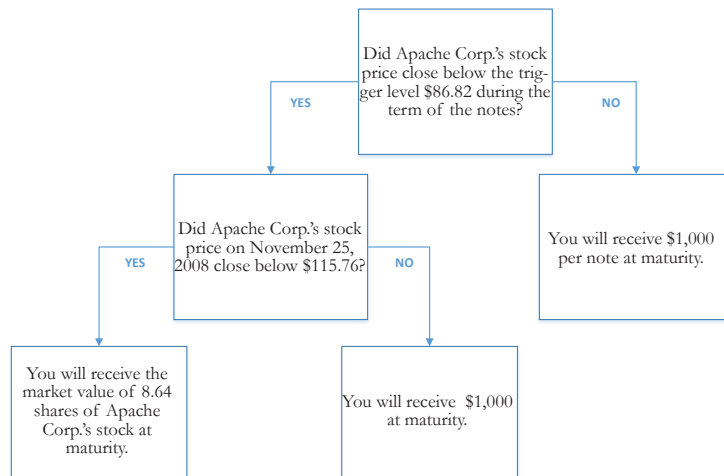 Did Apache Corp.'s stock
price close below the trig-
ger level $86.82 during the
term of the notes?
YES
NO
Did Apache Corp.'s stock
price on November 25,
2008 close below $115.76?
You will receive $1,000
per note at maturity.
YES
NO
You will receive the
market value of 8.64
shares of Apache
Corp.'s stock at
maturity.
You will receive $1,000
at maturity.